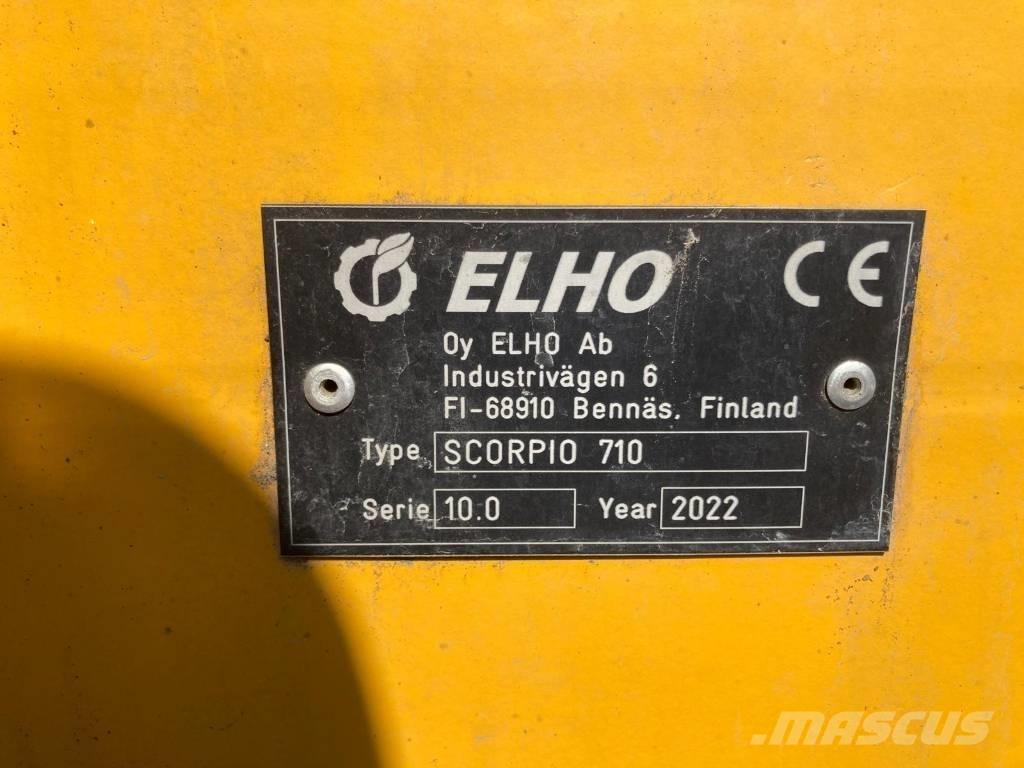 ELHO CE
Oy ELHO Ab
Industrivägen 6
FI-68910 Bennäs, Finland
Type SCORPIO 710
Serie 10.0 Year 2022
MASCUS